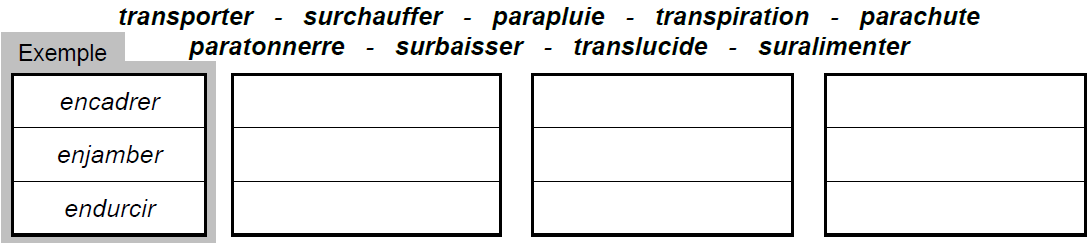 transporter - surchauffer - parapluie - transpiration - parachute
paratonnerre - surbaisser - translucide - suralimenter
Exemple
encadrer
enjamber
endurcir